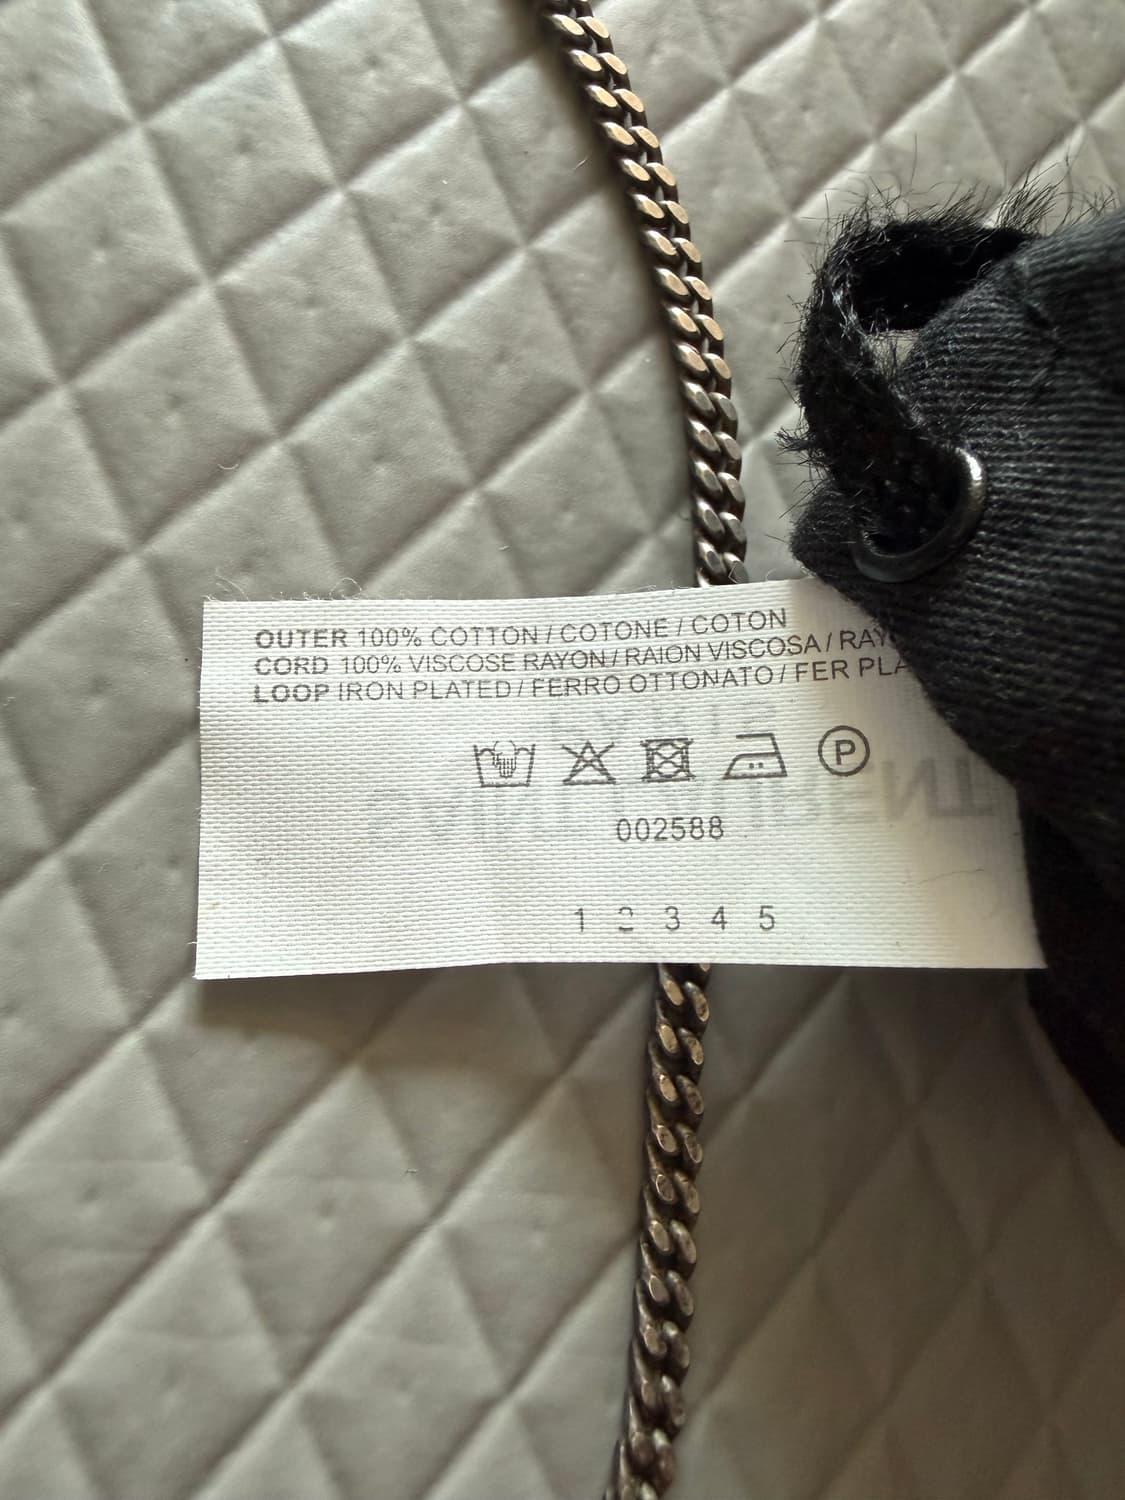 OUTER 100% COTTON / COTONE / COTON
CORD 100% VISCOSE RAYON / RAION VISCOSA /
LOOP IRON PLATED / FERRO OTTONATO / FER
P
002588
1 2 3 4 5